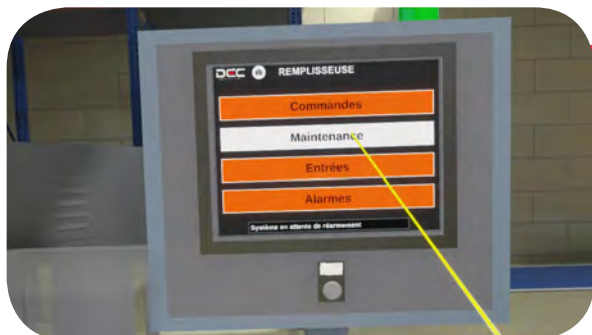 DCC REMPLISSEUSE
Commandes
Maintenance
Entrées
Alarmes
Système en attente de réarmement